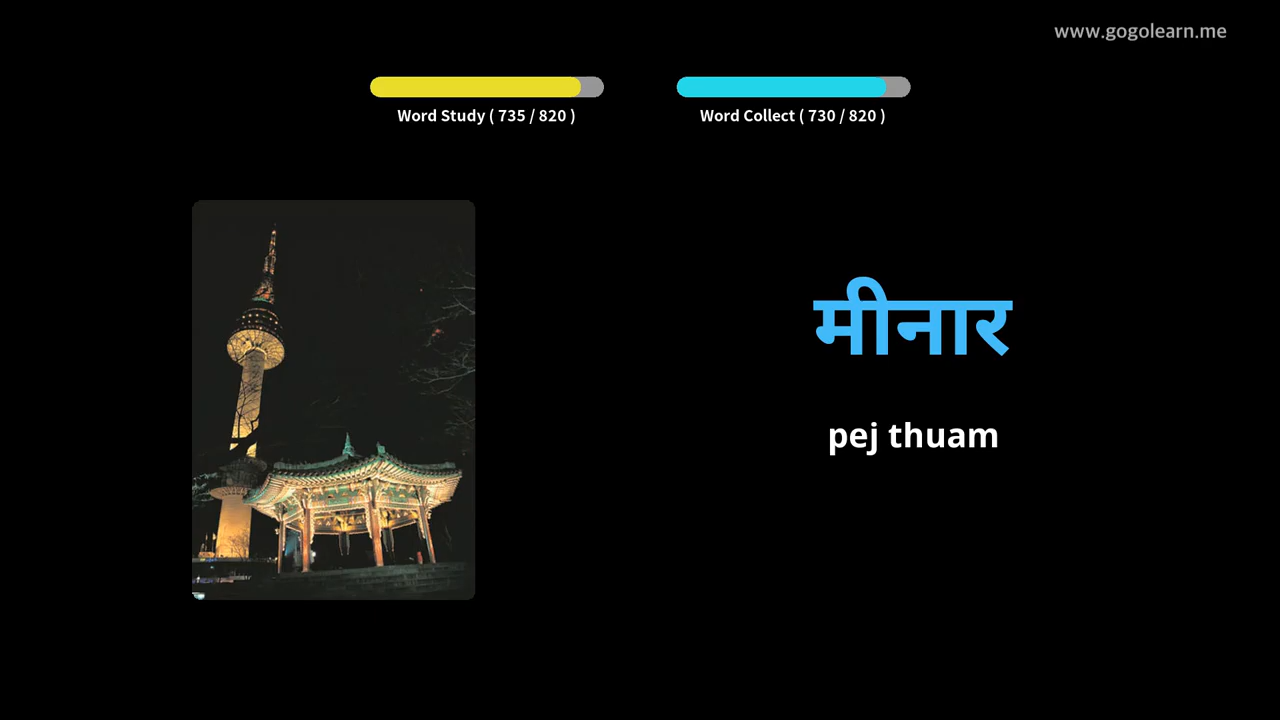 www.gogolearn.me
Word Study ( 735 / 820 )
Word Collect ( 730 / 820 )
मीनार
pej thuam